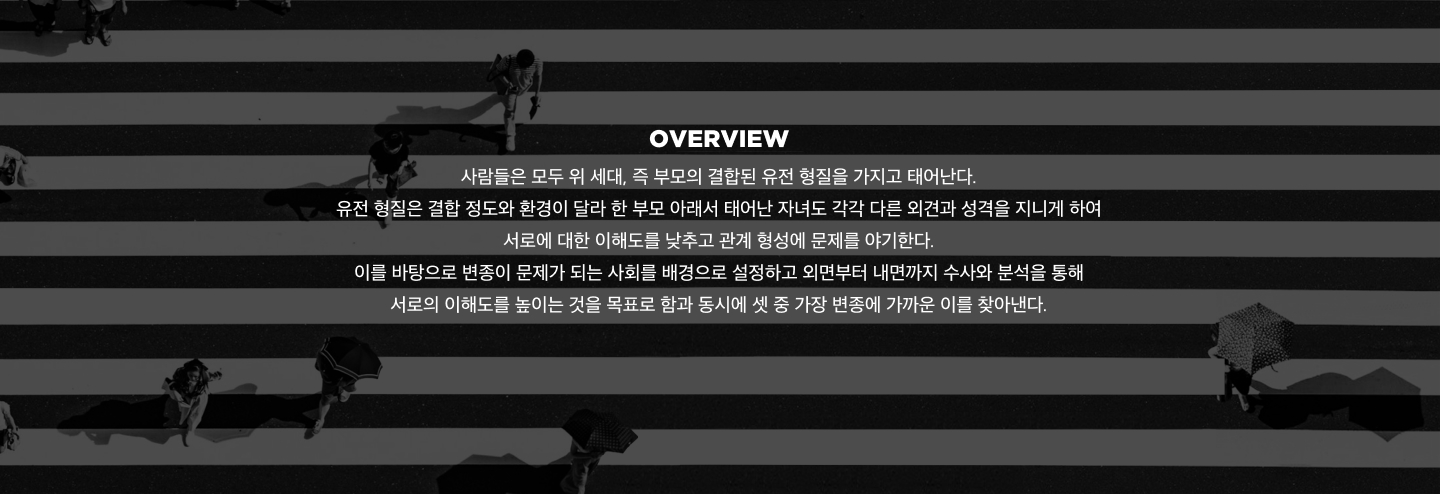 OVERVIEW
사람들은 모두 위 세대, 즉 부모의 결합된 유전 형질을 가지고 태어난다.
유전 형질은 결합 정도와 환경이 달라 한 부모 아래서 태어난 자녀도 각각 다른 외견과 성격을 지니게 하여
서로에 대한 이해도를 낮추고 관계 형성에 문제를 야기한다.
이를 바탕으로 변종이 문제가 되는 사회를 배경으로 설정하고 외면부터 내면까지 수사와 분석을 통해
서로의 이해도를 높이는 것을 목표로 함과 동시에 셋 중 가장 변종에 가까운 이를 찾아낸다.